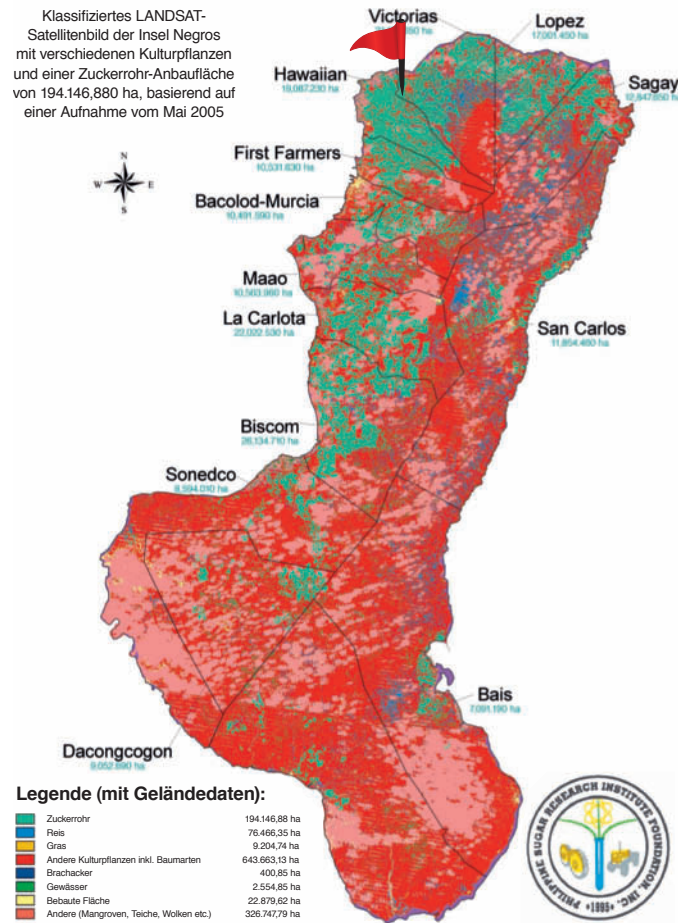 Klassifiziertes LANDSAT-
Satellitenbild der Insel Negros
mit verschiedenen Kulturpflanzen
und einer Zuckerrohr-Anbaufläche
von 194.146,880 ha, basierend auf
einer Aufnahme vom Mai 2005
Victorias
Lopez
17,001.450 ha
Hawaiian
19,087.230 ha
Sagay
12,847.650 ha
N
W E
S
First Farmers
10,531.630 ha
Bacolod-Murcia
10,491.590 ha
Maao
10,503.960 ha
La Carlota
22,022.530 ha
San Carlos
11,854.460 ha
Biscom
26,134.710 ha
Sonedco
8,594.010 ha
Bais
7,091.190 ha
Dacongcogon
9,052.690 ha
Legende (mit Geländedaten):
Zuckerrohr 194.146,88 ha
Reis 76.466,35 ha
Gras 9.204,74 ha
Andere Kulturpflanzen inkl. Baumarten 643.663,13 ha
Brachacker 400,85 ha
Gewässer 2.554,85 ha
Bebaute Fläche 22.879,62 ha
Andere (Mangroven, Teiche, Wolken etc.) 326.747,79 ha
PHILIPPINE SUGAR RESEARCH INSTITUTE FOUNDATION, INC.
1995